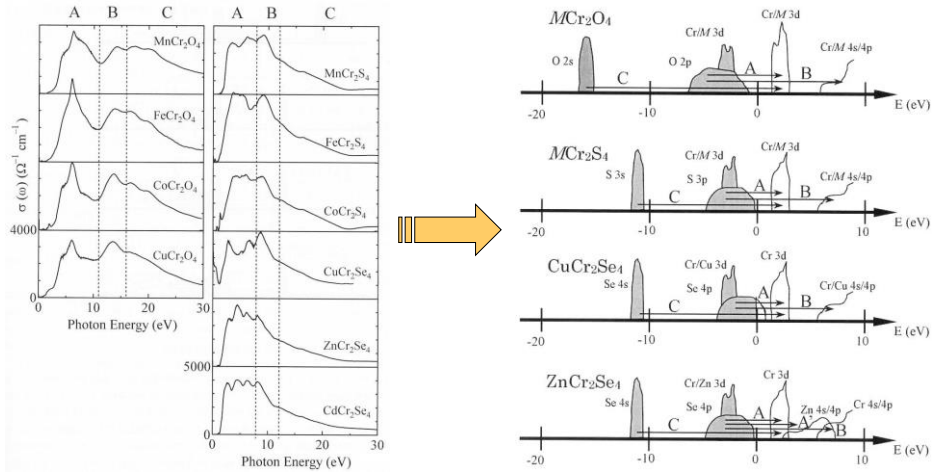 A B C
MnCr₂O₄
FeCr₂O₄
CoCr₂O₄
CuCr₂O₄
σ (ω) (Ω⁻¹ cm⁻¹)
4000
0
0 10 20 30
Photon Energy (eV)
A B C
MnCr₂S₄
FeCr₂S₄
CoCr₂S₄
CuCr₂Se₄
ZnCr₂Se₄
CdCr₂Se₄
30
5000
0
0 10 20 30
Photon Energy (eV)
MCr₂O₄
Cr/M 3d
Cr/M 3d
Cr/M 4s/4p
O 2s
O 2p
A
B
C
E (eV)
-20 -10 0 10
MCr₂S₄
Cr/M 3d
Cr/M 3d
Cr/M 4s/4p
S 3s
S 3p
A
B
C
E (eV)
-20 -10 0 10
CuCr₂Se₄
Cr/Cu 3d
Cr 3d
Cr/Cu 4s/4p
Se 4s
Se 4p
A
B
C
E (eV)
-20 -10 0 10
ZnCr₂Se₄
Cr/Zn 3d
Cr 3d
Zn 4s/4p
Cr 4s/4p
Se 4s
Se 4p
A
A'
B
C
E (eV)
-20 -10 0 10